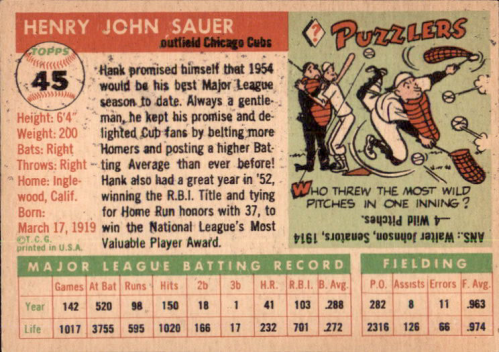 HENRY JOHN SAUER
outfield Chicago Cubs
TOPPS
45
Height: 6'4"
Weight: 200
Bats: Right
Throws: Right
Home: Ingle-
wood, Calif.
Born:
March 17, 1919
©T.C.G.
printed in U.S.A.
Hank promised himself that 1954
would be his best Major League
season to date. Always a gentle-
man, he kept his promise and de-
lighted Cub fans by belting more
Homers and posting a higher Bat-
ting Average than ever before!
Hank also had a great year in '52,
winning the R.B.I. Title and tying
for Home Run honors with 37, to
win the National League's Most
Valuable Player Award.
?
PUZZLERS
WHO THREW THE MOST WILD
PITCHES IN ONE INNING?
ANS.: Walter Johnson, Senators, 1914
—4 Wild Pitches.
MAJOR LEAGUE BATTING RECORD FIELDING
Games At Bat Runs Hits 2b 3b H.R. R.B.I. B. Avg. P.O. Assists Errors F. Avg.
Year 142 520 98 150 18 1 41 103 .288 282 8 11 .963
Life 1017 3755 595 1020 166 17 232 701 .272 2316 126 66 .974